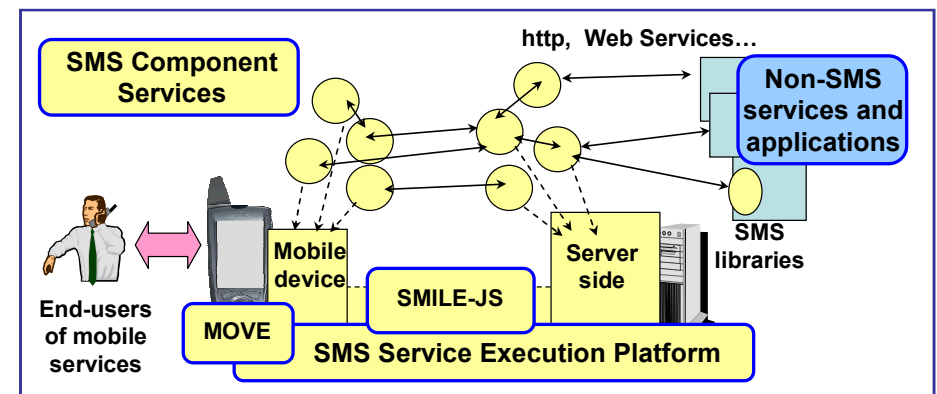 http, Web Services…
SMS Component
Services
Non-SMS
services and
applications
SMS
libraries
Mobile
device
Server
side
End-users
of mobile
services
SMILE-JS
MOVE
SMS Service Execution Platform